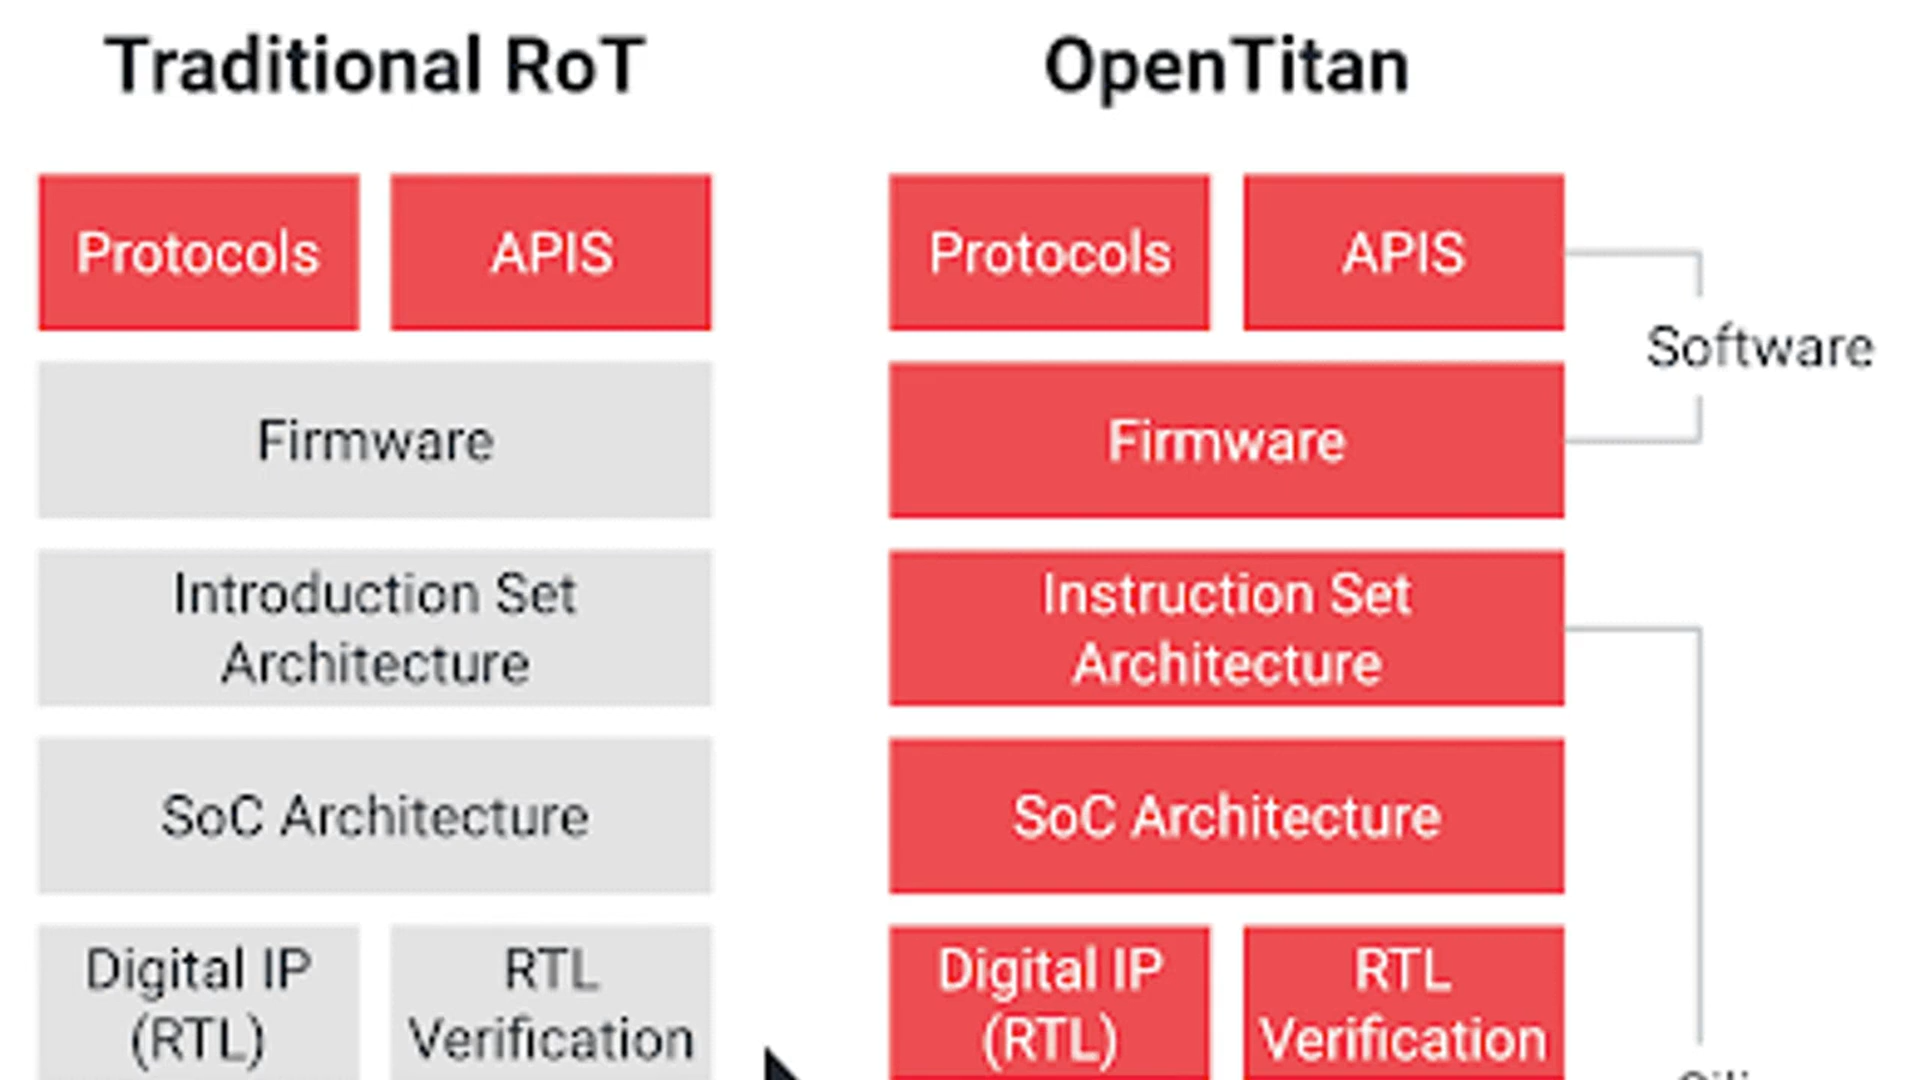 Traditional RoT
OpenTitan
Protocols
APIS
Protocols
APIS
Software
Firmware
Firmware
Introduction Set
Architecture
Instruction Set
Architecture
SoC Architecture
SoC Architecture
Digital IP
(RTL)
RTL
Verification
Digital IP
(RTL)
RTL
Verification